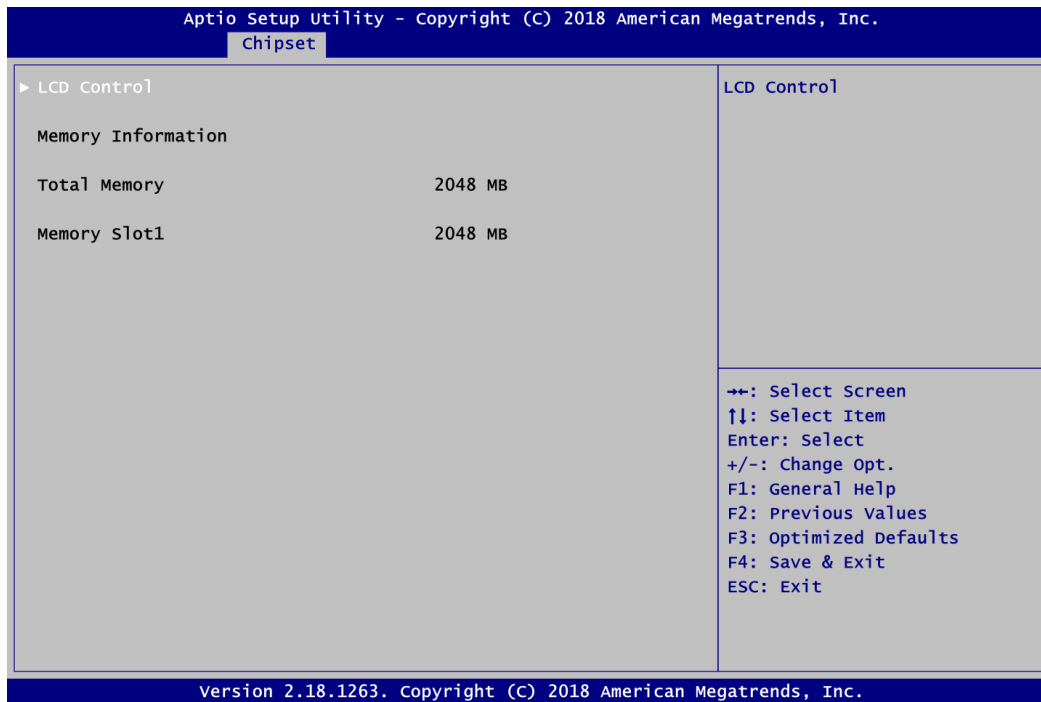 Aptio Setup Utility – Copyright (C) 2018 American Megatrends, Inc.
Chipset
► LCD Control
Memory Information
Total Memory 2048 MB
Memory Slot1 2048 MB
LCD Control
→←: Select Screen
↑↓: Select Item
Enter: Select
+/-: Change Opt.
F1: General Help
F2: Previous Values
F3: Optimized Defaults
F4: Save & Exit
ESC: Exit
Version 2.18.1263. Copyright (C) 2018 American Megatrends, Inc.